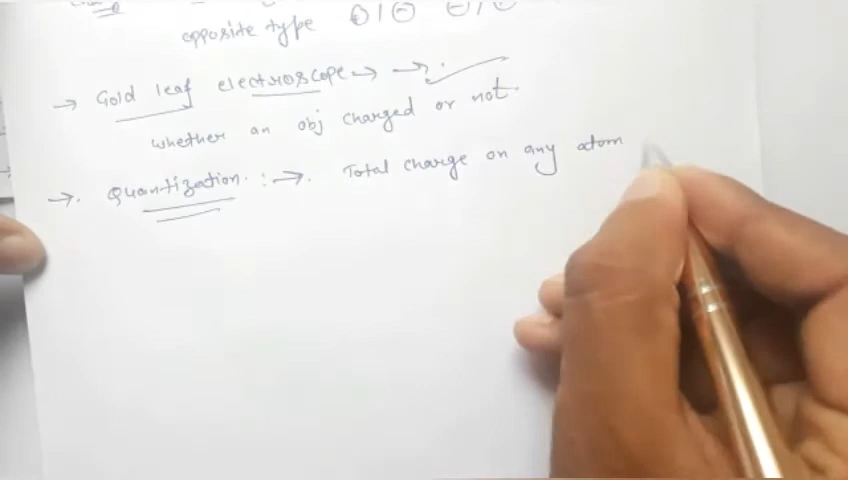 opposite type ⊕ / ⊖ ⊖ / ⊖
→ Gold leaf electroscope → →.
whether an obj charged or not.
→. Quantization. : →. Total charge on any atom